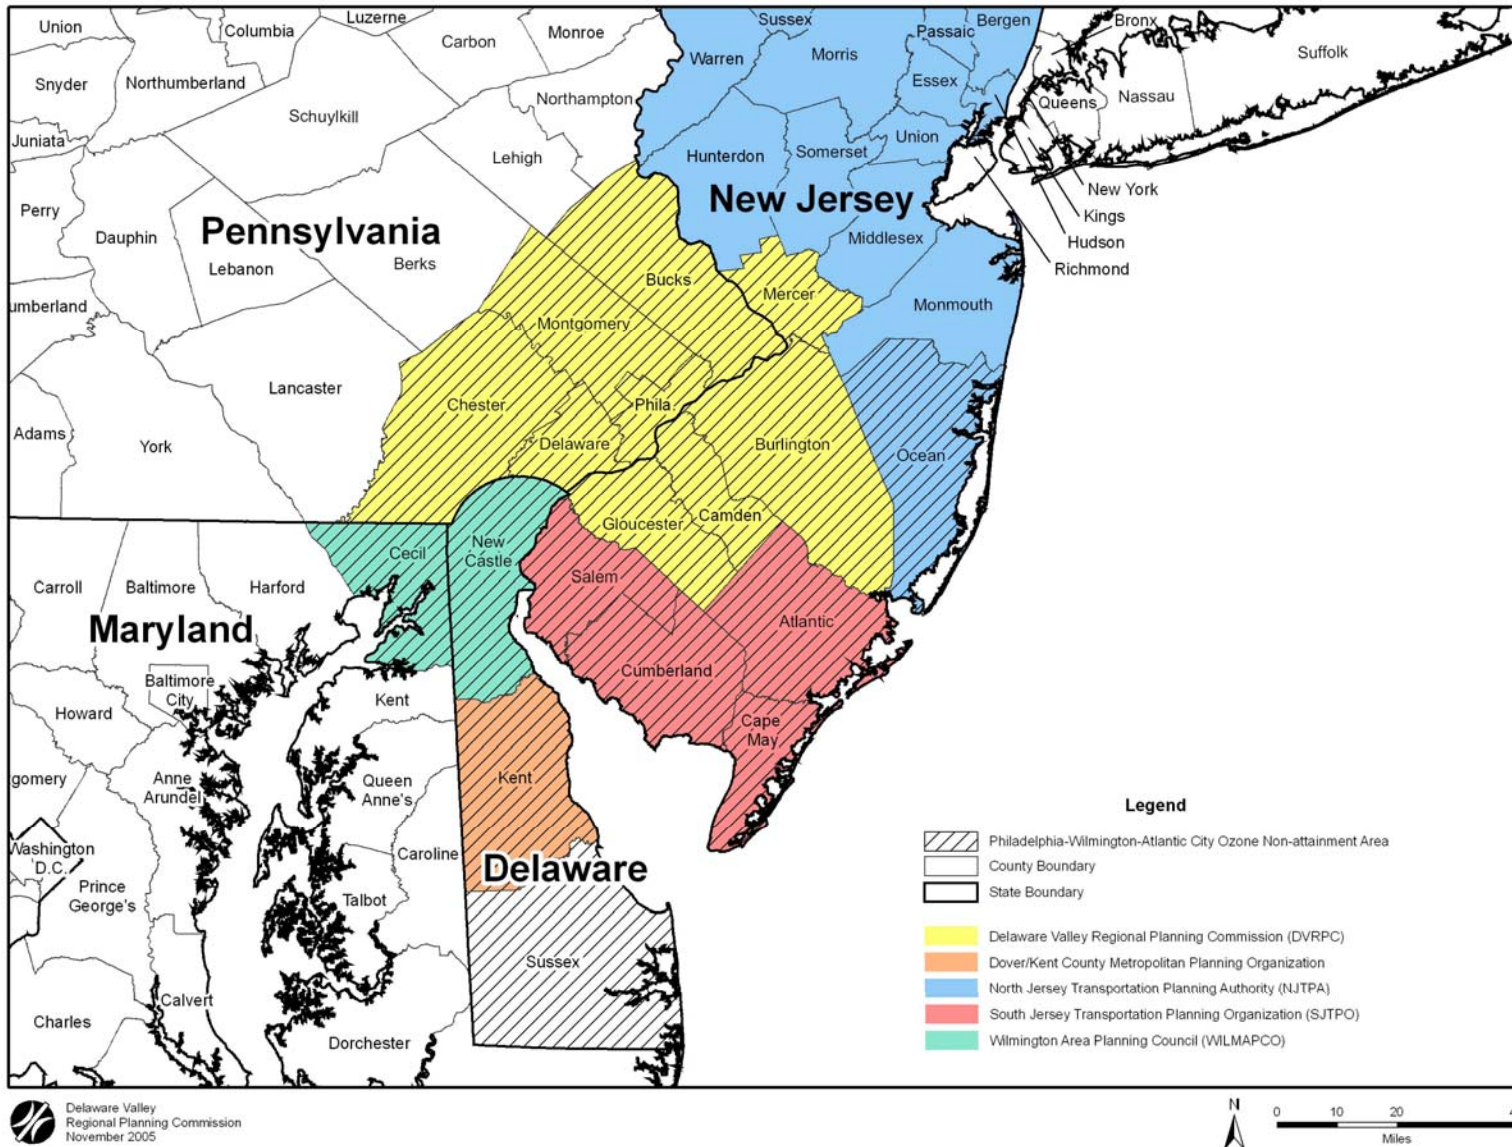 Union
Columbia
Luzerne
Carbon
Monroe
Sussex
Bergen
Passaic
Bronx
Suffolk
Warren
Morris
Essex
Snyder
Northumberland
Northampton
Queens
Nassau
Schuylkill
Juniata
Lehigh
Hunterdon
Somerset
Union
New York
Kings
Hudson
Richmond
Perry
Dauphin
Pennsylvania
New Jersey
Lebanon
Berks
Middlesex
Bucks
Mercer
Monmouth
umberland
Montgomery
Lancaster
Chester
Phila.
Adams
York
Delaware
Burlington
Ocean
Gloucester
Camden
Cecil
New
Castle
Carroll
Baltimore
Harford
Salem
Maryland
Atlantic
Cumberland
Baltimore
City
Howard
Kent
Cape
May
gomery
Anne
Arundel
Queen
Anne's
Kent
Washington
D.C.
Caroline
Delaware
Prince
George's
Talbot
Sussex
Calvert
Charles
Dorchester
Legend
Philadelphia-Wilmington-Atlantic City Ozone Non-attainment Area
County Boundary
State Boundary
Delaware Valley Regional Planning Commission (DVRPC)
Dover/Kent County Metropolitan Planning Organization
North Jersey Transportation Planning Authority (NJTPA)
South Jersey Transportation Planning Organization (SJTPO)
Wilmington Area Planning Council (WILMAPCO)
Delaware Valley
Regional Planning Commission
November 2005
N
0 10 20 4
Miles